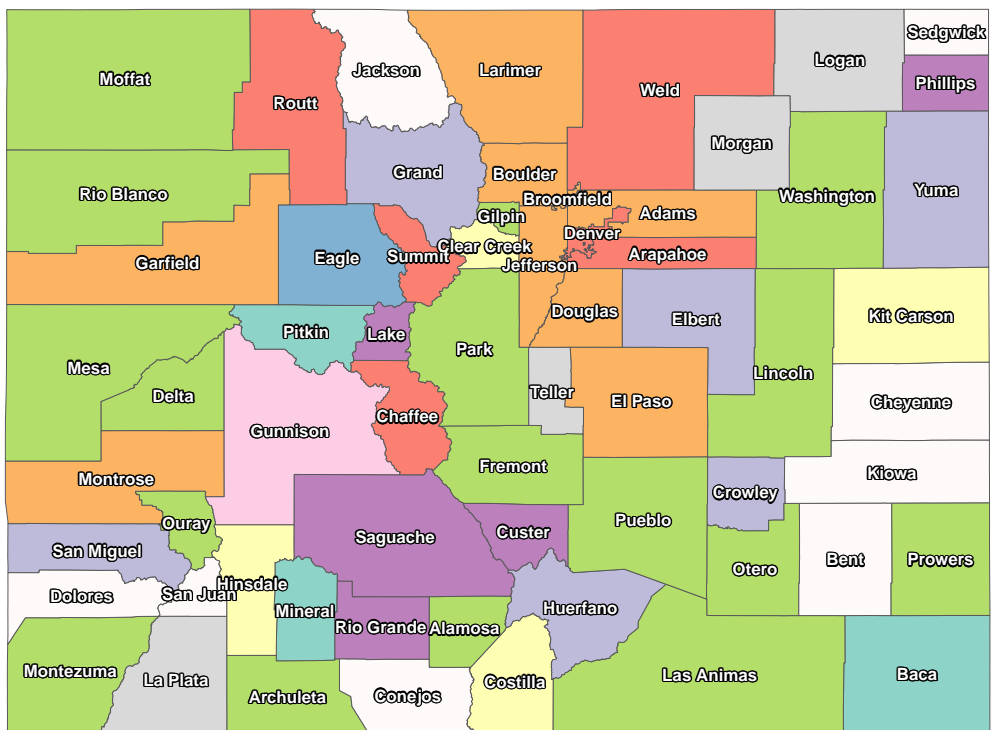 Sedgwick
Logan
Jackson
Larimer
Moffat
Phillips
Weld
Routt
Morgan
Grand
Boulder
Yuma
Rio Blanco
Washington
Broomfield
Adams
Gilpin
Denver
Clear Creek
Arapahoe
Summit
Eagle
Garfield
Jefferson
Douglas
Kit Carson
Elbert
Pitkin
Lake
Park
Mesa
Lincoln
Teller
Delta
El Paso
Cheyenne
Chaffee
Gunnison
Fremont
Kiowa
Montrose
Crowley
Pueblo
Ouray
Custer
Saguache
San Miguel
Bent
Prowers
Otero
Hinsdale
San Juan
Dolores
Huerfano
Mineral
Rio Grande
Alamosa
Montezuma
Las Animas
Baca
La Plata
Costilla
Conejos
Archuleta